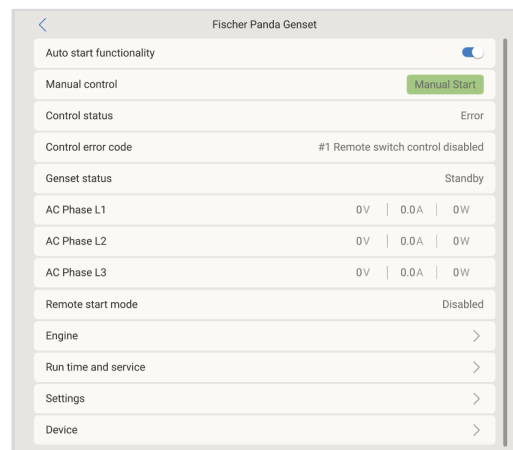 Fischer Panda Genset
Auto start functionality
Manual control Manual Start
Control status Error
Control error code #1 Remote switch control disabled
Genset status Standby
AC Phase L1 0V 0.0A 0W
AC Phase L2 0V 0.0A 0W
AC Phase L3 0V 0.0A 0W
Remote start mode Disabled
Engine
Run time and service
Settings
Device